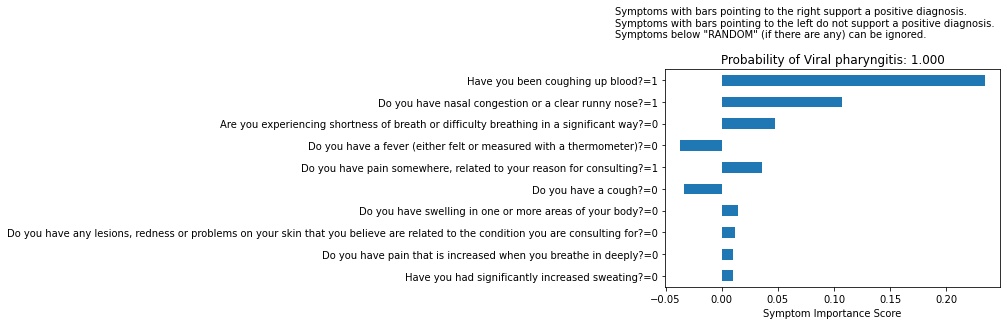 Symptoms with bars pointing to the right support a positive diagnosis.
Symptoms with bars pointing to the left do not support a positive diagnosis.
Symptoms below "RANDOM" (if there are any) can be ignored.
Probability of Viral pharyngitis: 1.000
Have you been coughing up blood?=1
Do you have nasal congestion or a clear runny nose?=1
Are you experiencing shortness of breath or difficulty breathing in a significant way?=0
Do you have a fever (either felt or measured with a thermometer)?=0
Do you have pain somewhere, related to your reason for consulting?=1
Do you have a cough?=0
Do you have swelling in one or more areas of your body?=0
Do you have any lesions, redness or problems on your skin that you believe are related to the condition you are consulting for?=0
Do you have pain that is increased when you breathe in deeply?=0
Have you had significantly increased sweating?=0
−0.05 0.00 0.05 0.10 0.15 0.20
Symptom Importance Score